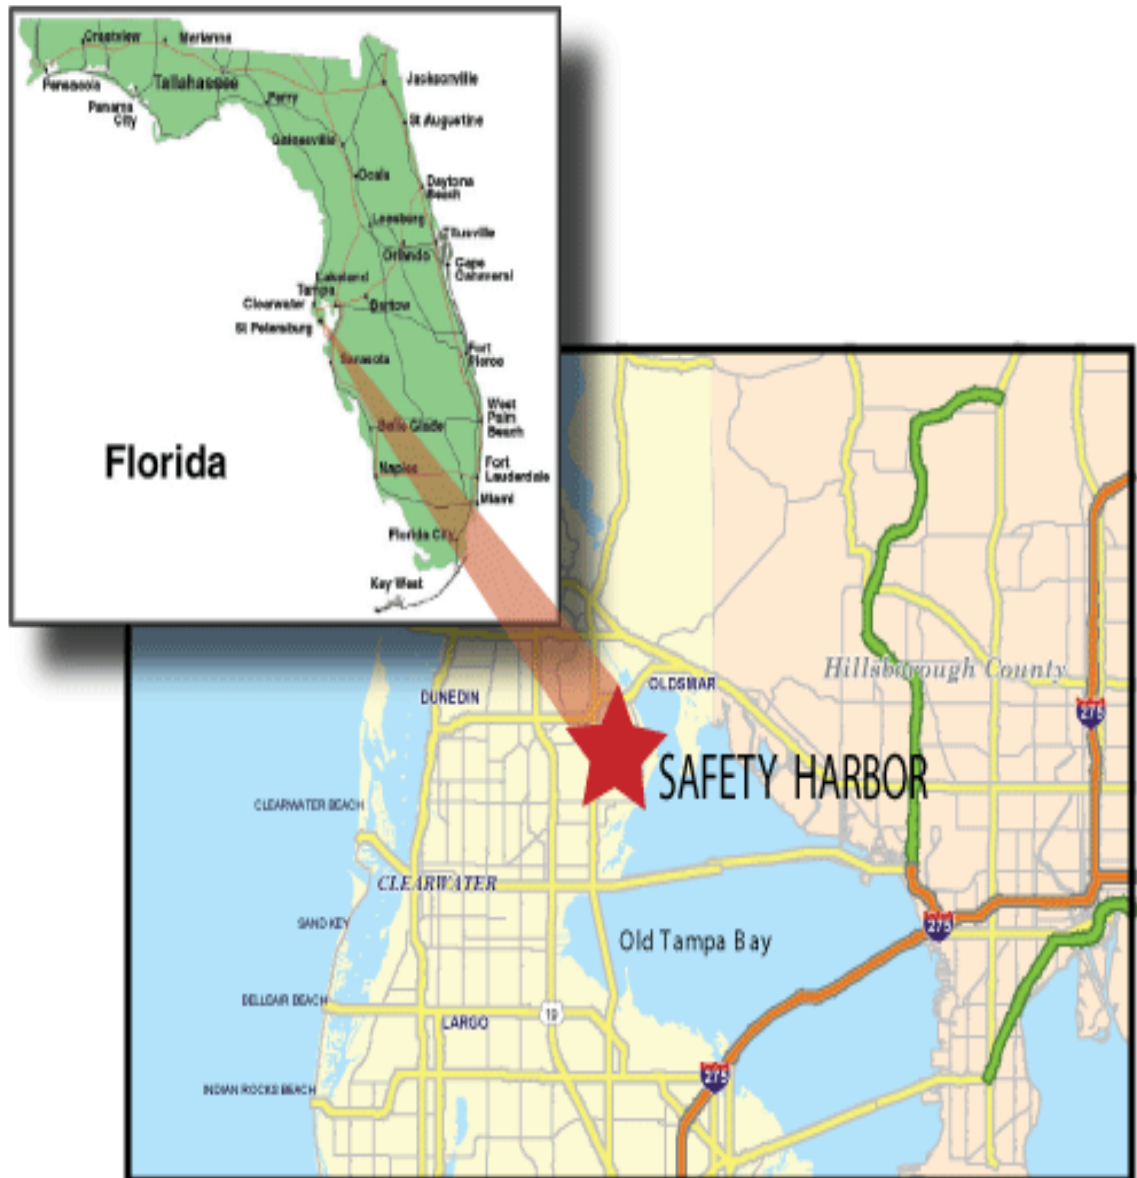 Crestview
Marianna
Pensacola
Tallahassee
Panama
City
Perry
Jacksonville
St Augustine
Gainesville
Ocala
Daytona
Beach
Leesburg
Titusville
Orlando
Cape
Canaveral
Lakeland
Tampa
Clearwater
Bartow
St Petersburg
Sarasota
Fort
Pierce
West
Palm
Beach
Belle Glade
Florida
Naples
Fort
Lauderdale
Miami
Florida City
Key West
Hillsborough County
OLDSMAR
DUNEDIN
275
SAFETY HARBOR
CLEARWATER BEACH
CLEARWATER
SAND KEY
275
Old Tampa Bay
BELLEAIR BEACH
19
LARGO
275
INDIAN ROCKS BEACH